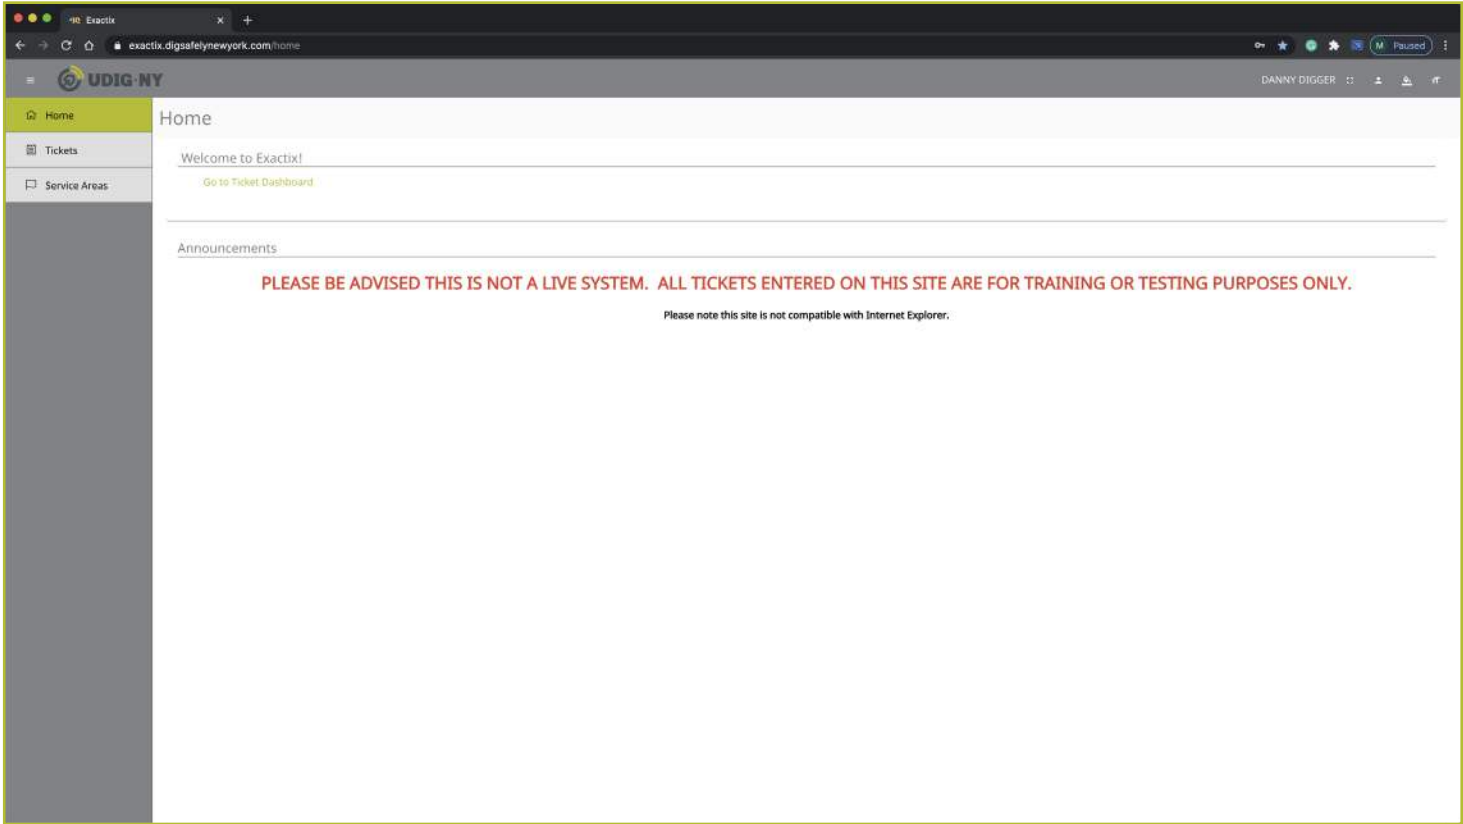 Exactix
exactix.digsafelynewyork.com/home
M Paused
UDIG·NY
DANNY DIGGER
Home
Home
Tickets
Welcome to Exactix!
Go to Ticket Dashboard
Service Areas
Announcements
PLEASE BE ADVISED THIS IS NOT A LIVE SYSTEM. ALL TICKETS ENTERED ON THIS SITE ARE FOR TRAINING OR TESTING PURPOSES ONLY.
Please note this site is not compatible with Internet Explorer.